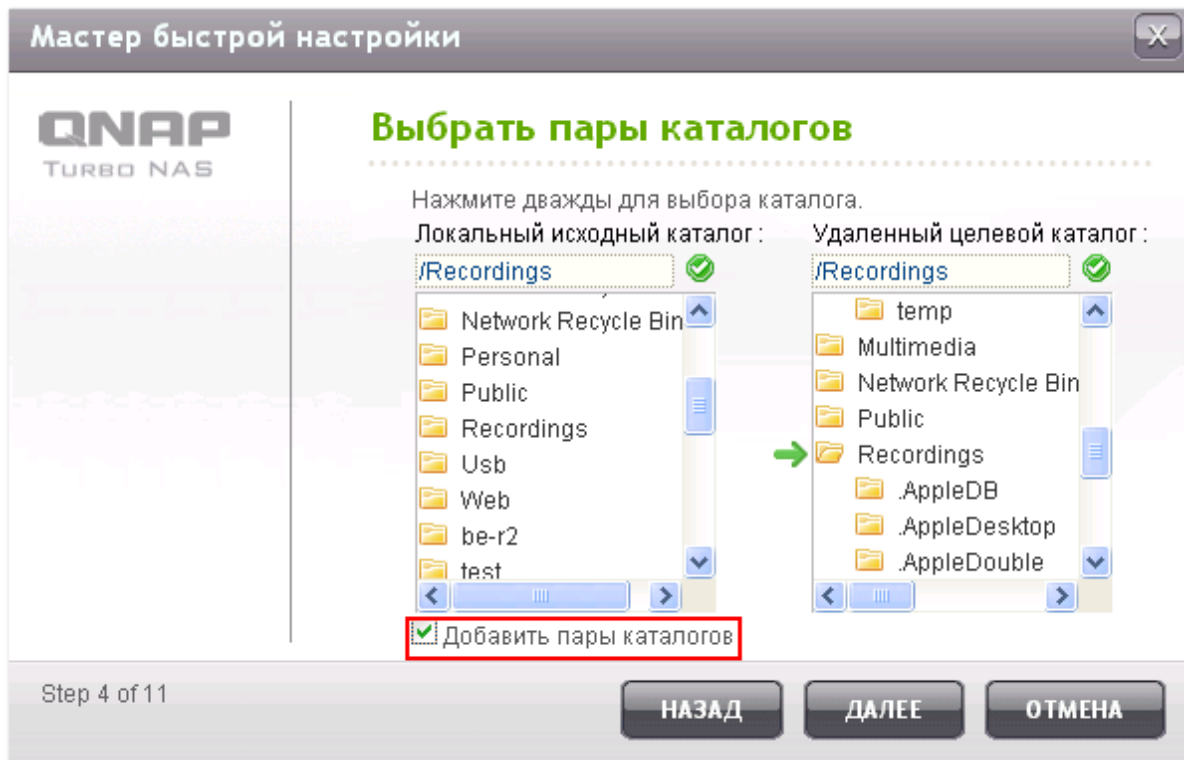 Мастер быстрой настройки
X
QNAP
TURBO NAS
Выбрать пары каталогов
Нажмите дважды для выбора каталога.
Локальный исходный каталог :
/Recordings
Network Recycle Bin
Personal
Public
Recordings
Usb
Web
be-r2
test
Удаленный целевой каталог :
/Recordings
temp
Multimedia
Network Recycle Bin
Public
Recordings
.AppleDB
.AppleDesktop
.AppleDouble
Добавить пары каталогов
Step 4 of 11
НАЗАД
ДАЛЕЕ
ОТМЕНА